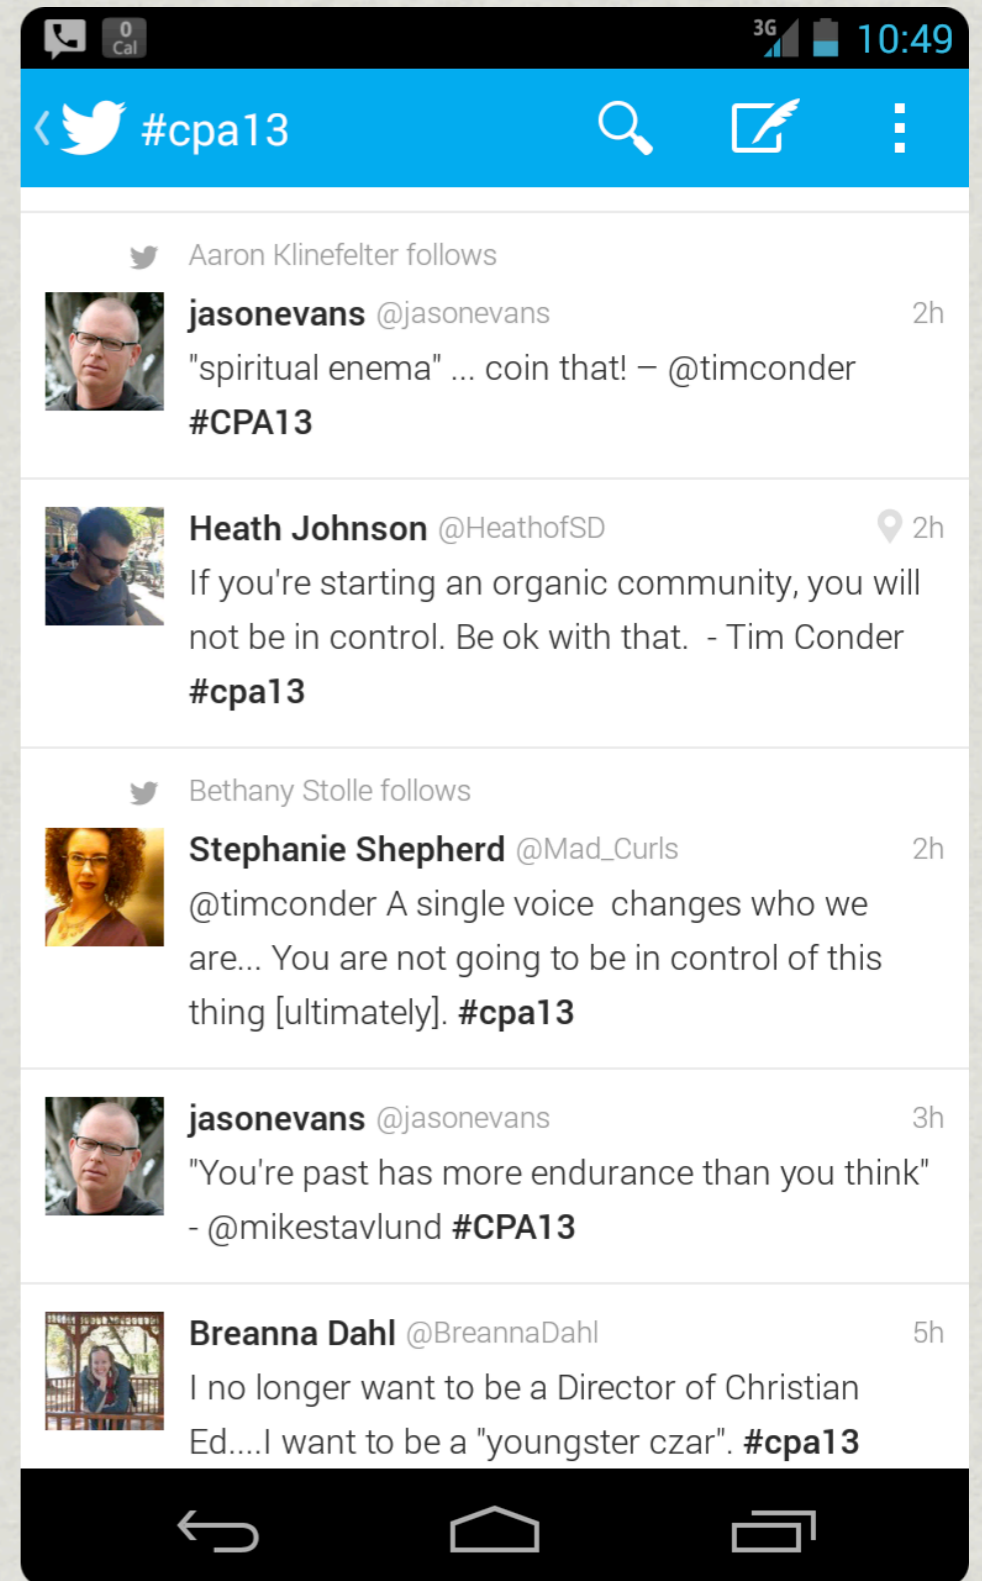 0
Cal
3G
10:49
#cpa13
Aaron Klinefelter follows
jasonevans @jasonevans 2h
"spiritual enema" ... coin that! – @timconder
#CPA13
Heath Johnson @HeathofSD 2h
If you're starting an organic community, you will
not be in control. Be ok with that.  - Tim Conder
#cpa13
Bethany Stolle follows
Stephanie Shepherd @Mad_Curls 2h
@timconder A single voice  changes who we
are... You are not going to be in control of this
thing [ultimately]. #cpa13
jasonevans @jasonevans 3h
"You're past has more endurance than you think"
- @mikestavlund #CPA13
Breanna Dahl @BreannaDahl 5h
I no longer want to be a Director of Christian
Ed....I want to be a "youngster czar". #cpa13